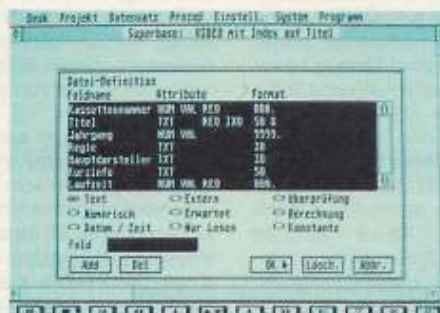 Desk Projekt Datensatz Prozed Einstell. System Programm
Superbase: VIDEO mit Index auf Titel
Datei-Definition
Feldname Attribute Format
Kassettennummer NUM VAL REQ 000.
Titel TXT REQ IXD 50
Jahrgang NUM VAL 9999.
Regie TXT 30
Hauptdarsteller TXT 30
Kurzinfo TXT 50
Laufzeit NUM VAL REQ 000.
Text Extern Überprüfung
Numerisch Erwartet Berechnung
Datum / Zeit Nur Lesen Konstante
Feld
Add Del OK Lösch. Abbr.